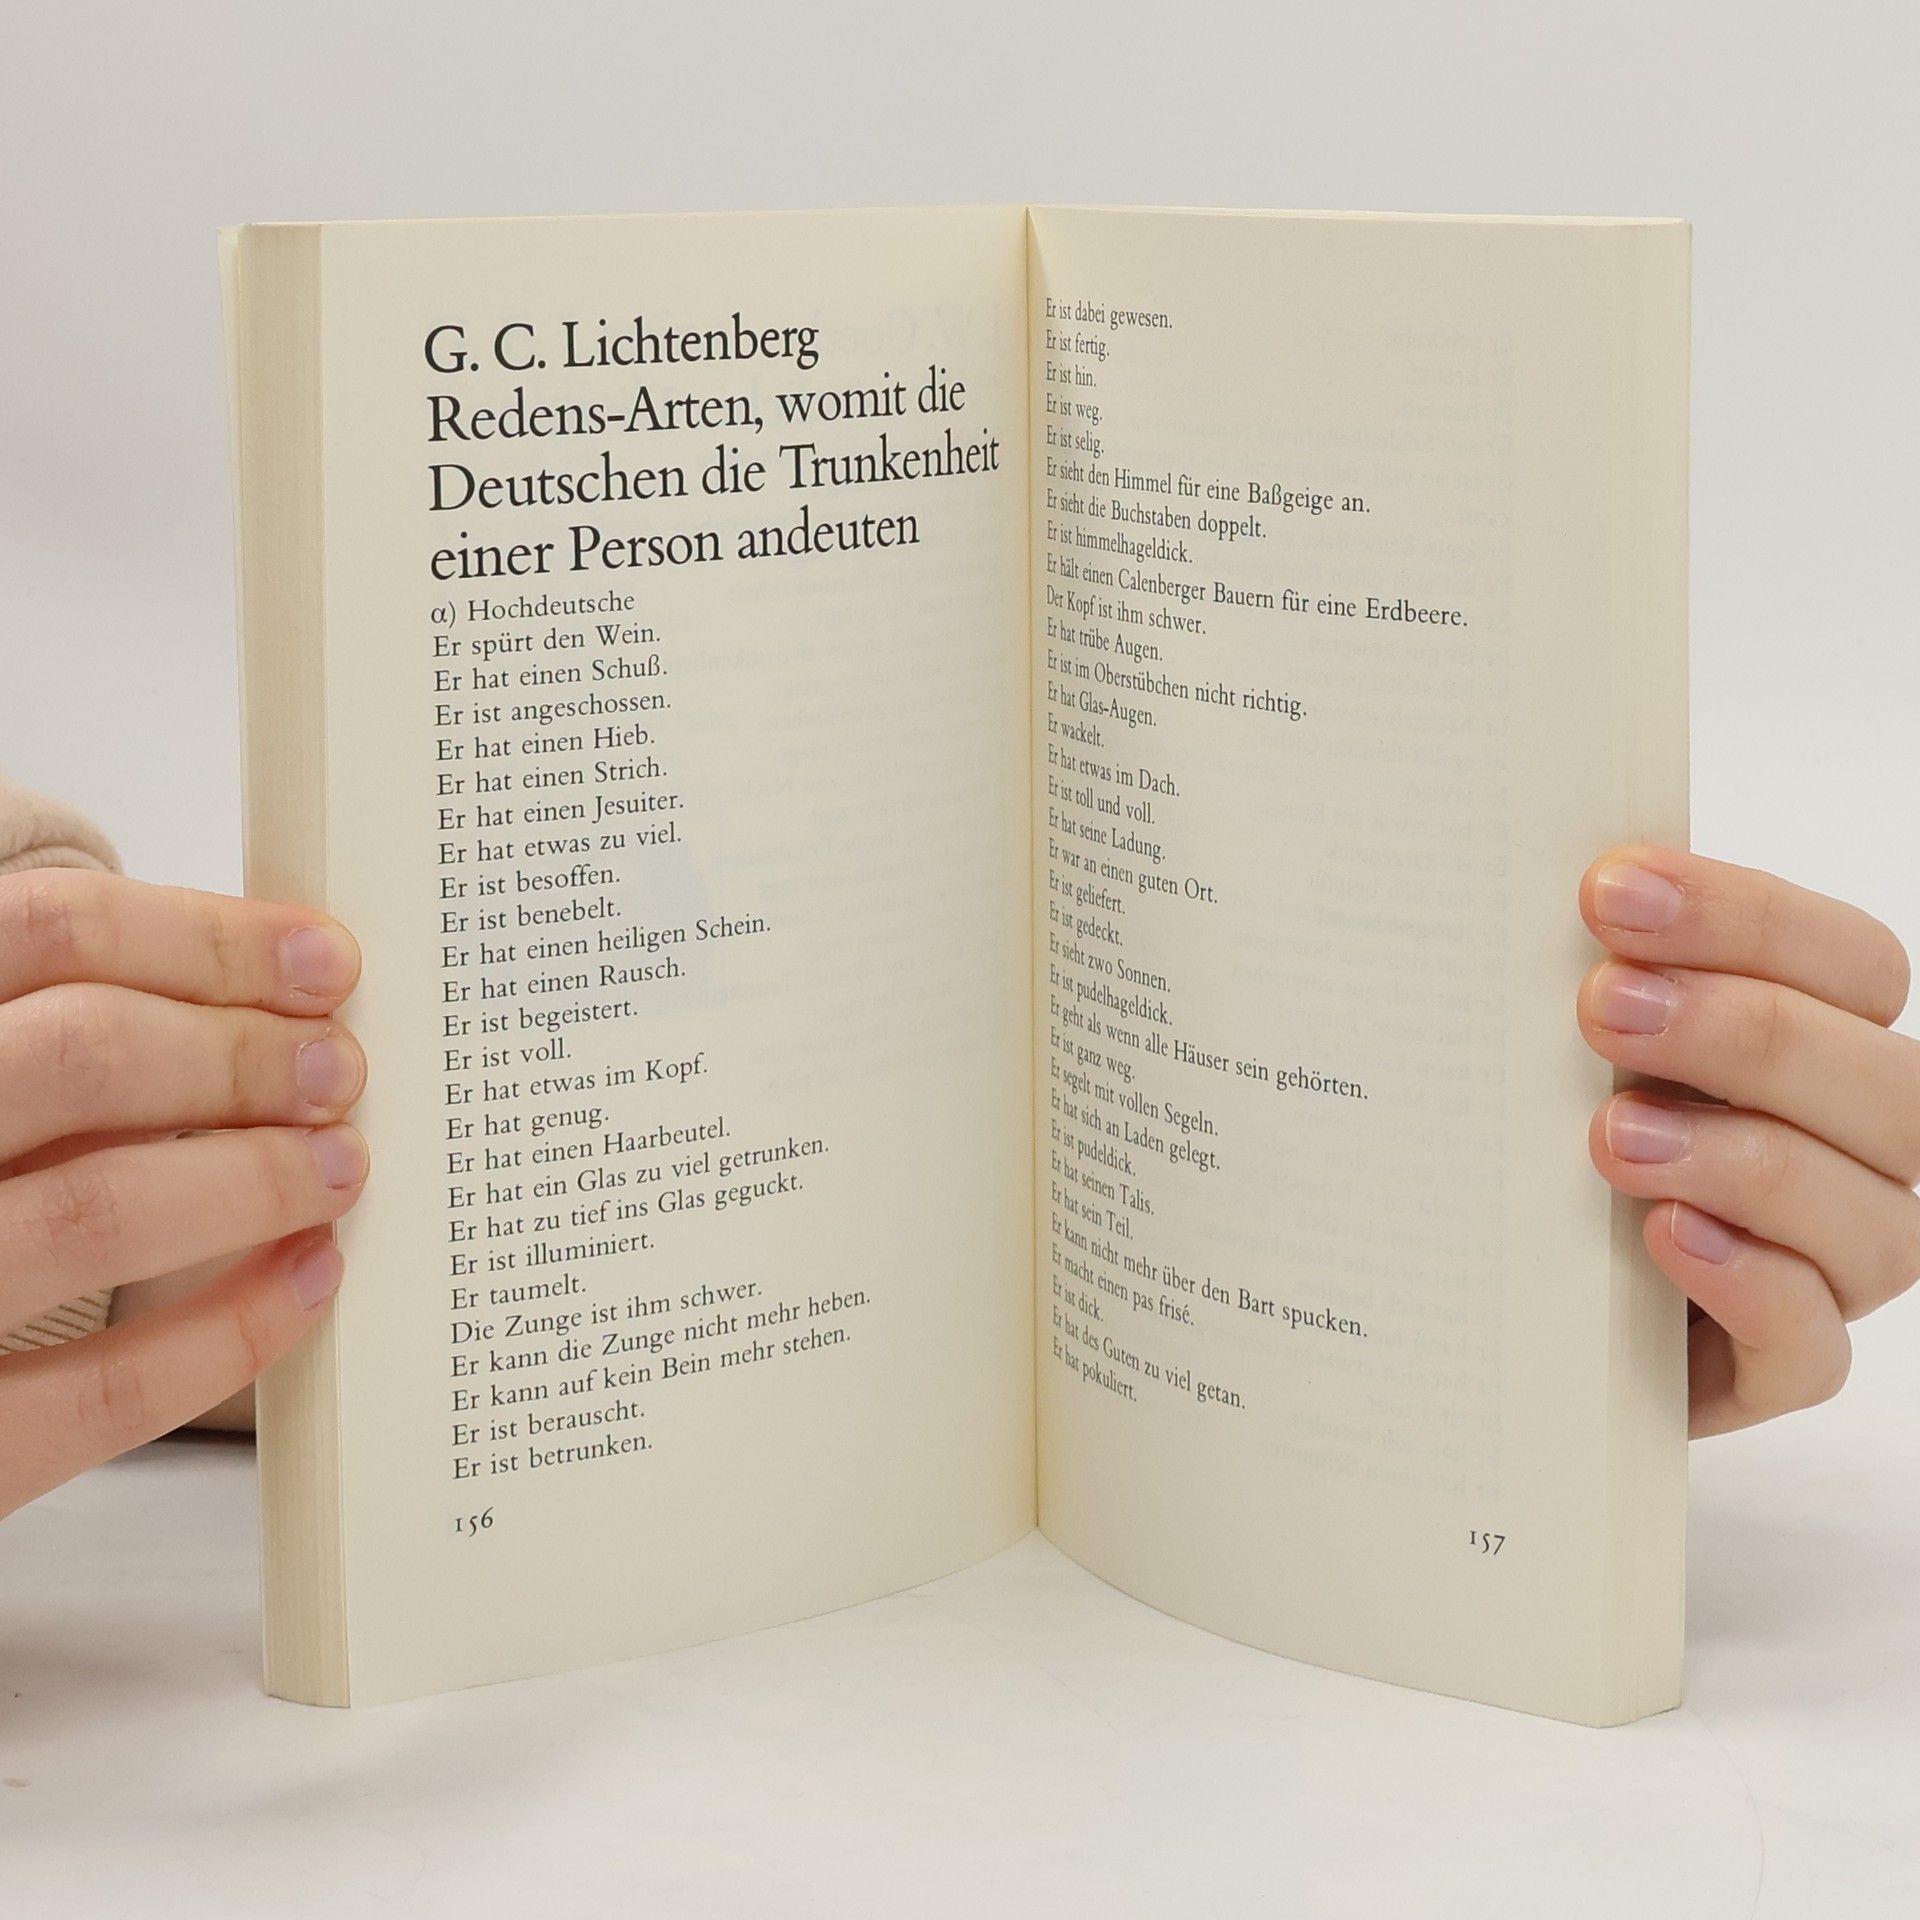 G. C. Lichtenberg
Redens-Arten, womit die
Deutschen die Trunkenheit
einer Person andeuten
α) Hochdeutsche
Er spürt den Wein.
Er hat einen Schuß.
Er ist angeschossen.
Er hat einen Hieb.
Er hat einen Strich.
Er hat einen Jesuiter.
Er hat etwas zu viel.
Er ist besoffen.
Er ist benebelt.
Er hat einen heiligen Schein.
Er hat einen Rausch.
Er ist begeistert.
Er ist voll.
Er hat etwas im Kopf.
Er hat genug.
Er hat einen Haarbeutel.
Er hat ein Glas zu viel getrunken.
Er hat zu tief ins Glas geguckt.
Er ist illuminiert.
Er taumelt.
Die Zunge ist ihm schwer.
Er kann die Zunge nicht mehr heben.
Er kann auf kein Bein mehr stehen.
Er ist berauscht.
Er ist betrunken.
156
Er ist dabei gewesen.
Er ist fertig.
Er ist hin.
Er ist weg.
Er ist selig.
Er sieht den Himmel für eine Baßgeige an.
Er sieht die Buchstaben doppelt.
Er ist himmelhageldick.
Er hält einen Calenberger Bauern für eine Erdbeere.
Der Kopf ist ihm schwer.
Er hat trübe Augen.
Er ist im Oberstübchen nicht richtig.
Er hat Glas-Augen.
Er wackelt.
Er hat etwas im Dach.
Er ist toll und voll.
Er hat seine Ladung.
Er war an einen guten Ort.
Er ist geliefert.
Er ist gedeckt.
Er sieht zwo Sonnen.
Er ist pudelhageldick.
Er geht als wenn alle Häuser sein gehörten.
Er ist ganz weg.
Er segelt mit vollen Segeln.
Er hat sich an Laden gelegt.
Er ist pudeldick.
Er hat seinen Talis.
Er hat sein Teil.
Er kann nicht mehr über den Bart spucken.
Er macht einen pas frisé.
Er ist dick.
Er hat des Guten zu viel getan.
Er hat pokuliert.
157